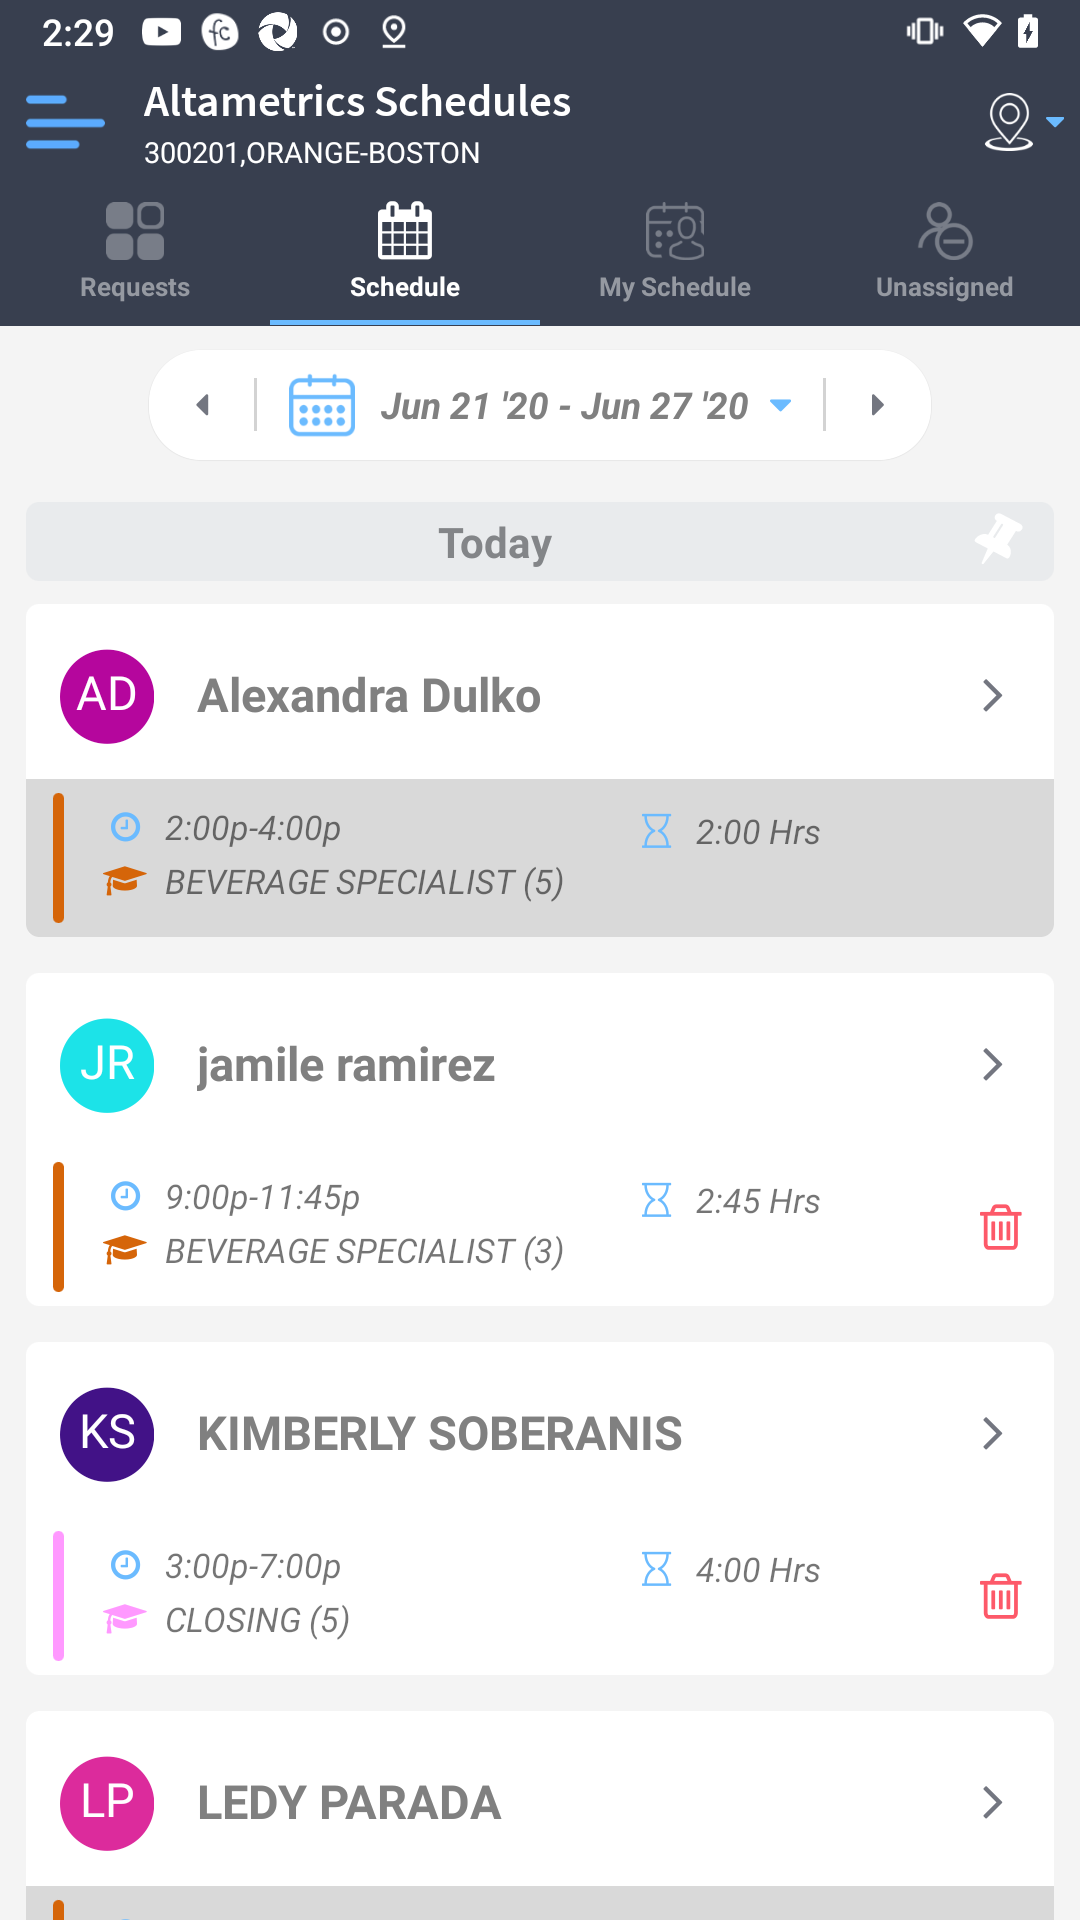 2:29
Altametrics Schedules
300201,ORANGE-BOSTON
Requests
Schedule
My Schedule
Unassigned
Jun 21 '20 - Jun 27 '20
Today
AD
Alexandra Dulko
2:00p-4:00p
2:00 Hrs
BEVERAGE SPECIALIST (5)
JR
jamile ramirez
9:00p-11:45p
2:45 Hrs
BEVERAGE SPECIALIST (3)
KS
KIMBERLY SOBERANIS
3:00p-7:00p
4:00 Hrs
CLOSING (5)
LP
LEDY PARADA